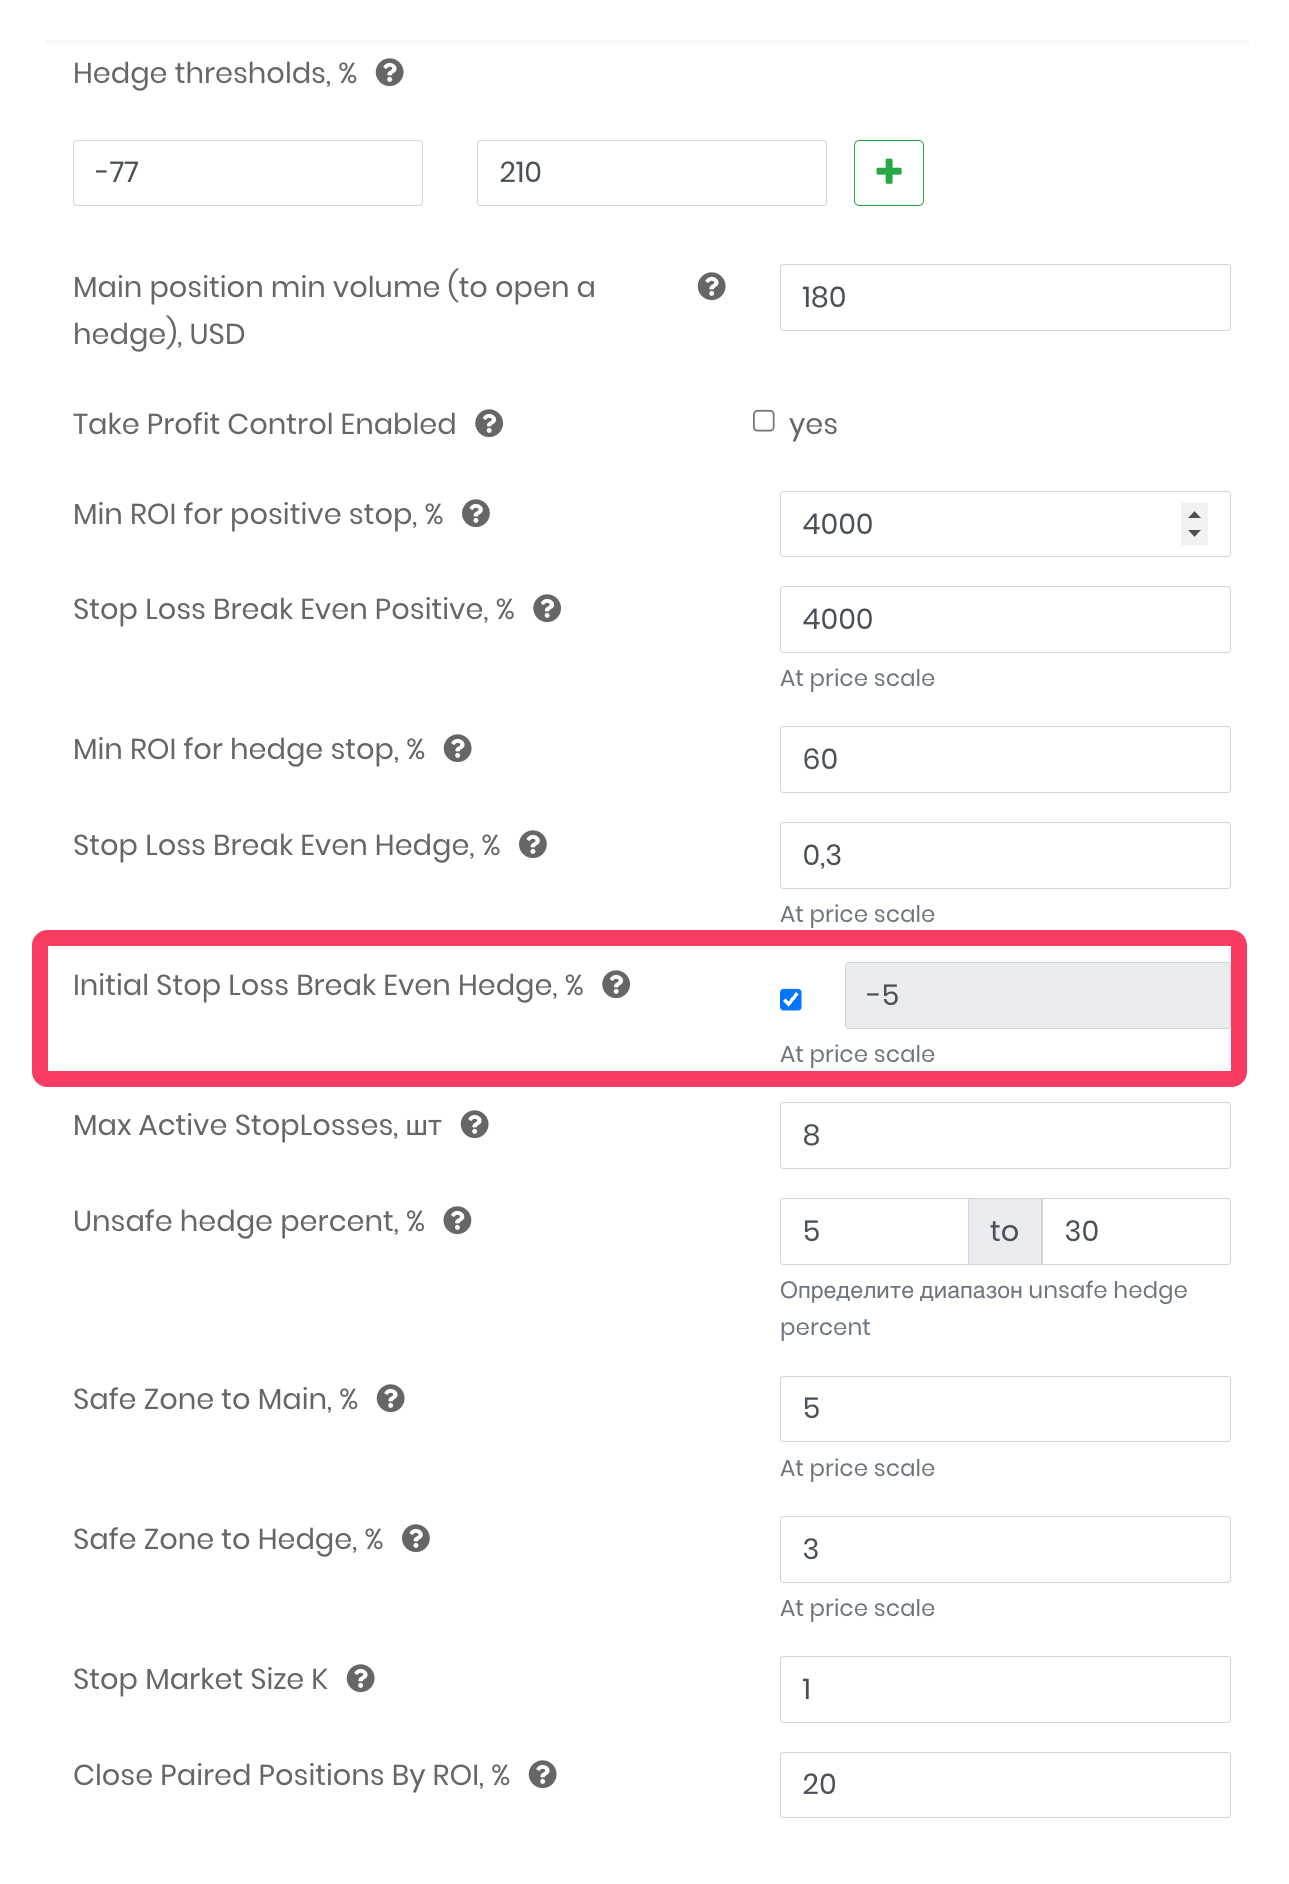 Hedge thresholds, %
-77
210
Main position min volume (to open a
hedge), USD
180
Take Profit Control Enabled
yes
Min ROI for positive stop, %
4000
Stop Loss Break Even Positive, %
4000
At price scale
Min ROI for hedge stop, %
60
Stop Loss Break Even Hedge, %
0,3
At price scale
Initial Stop Loss Break Even Hedge, %
-5
At price scale
Max Active StopLosses, шт
8
Unsafe hedge percent, %
5 to 30
Определите диапазон unsafe hedge
percent
Safe Zone to Main, %
5
At price scale
Safe Zone to Hedge, %
3
At price scale
Stop Market Size K
1
Close Paired Positions By ROI, %
20